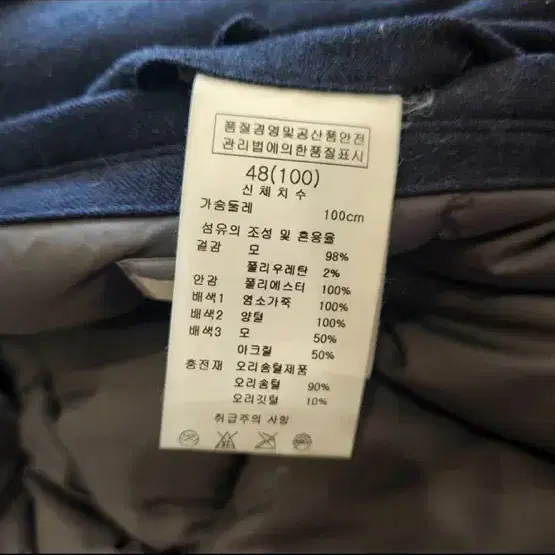 품질경영및공산품안전
관리법에의한품질표시
48(100)
신체치수
가슴둘레 100cm
섬유의 조성 및 혼용율
겉감 모 98%
폴리우레탄 2%
안감 폴리에스터 100%
배색1 염소가죽 100%
배색2 양털 100%
배색3 모 50%
아크릴 50%
충전재 오리솜털제품
오리솜털 90%
오리깃털 10%
취급주의 사항